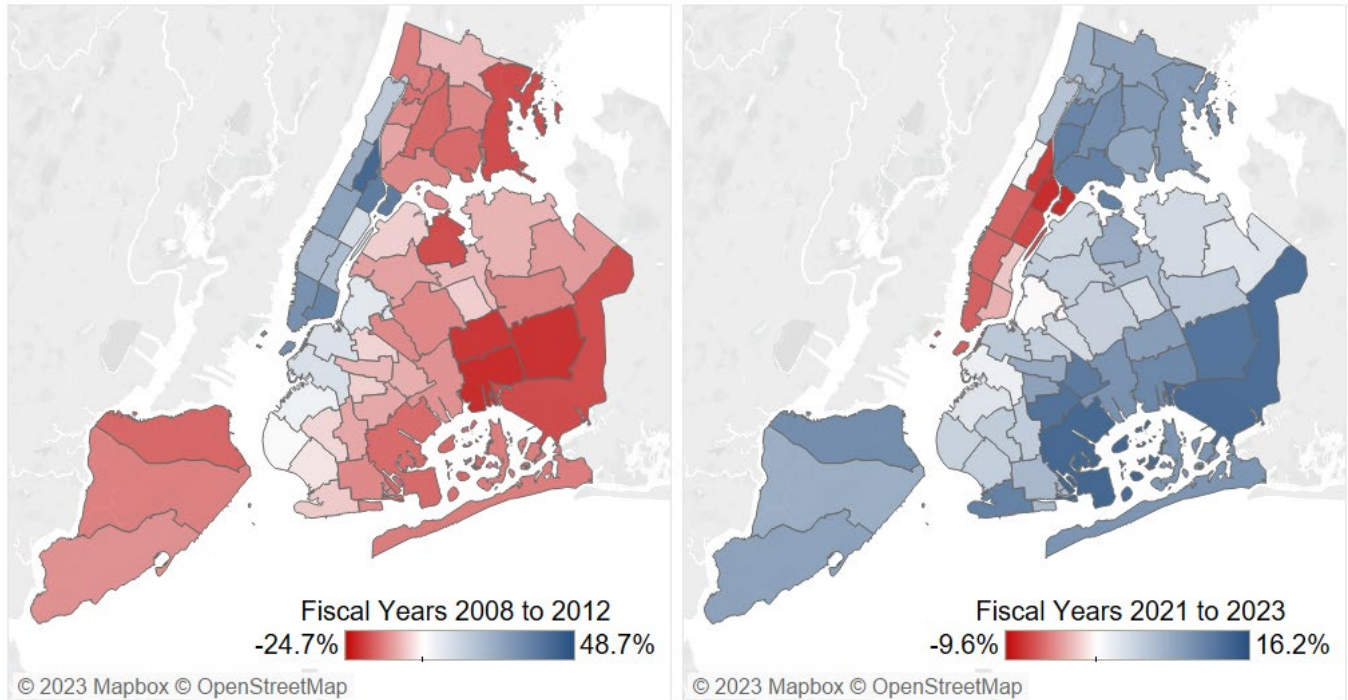 Fiscal Years 2008 to 2012
-24.7% 48.7%
© 2023 Mapbox © OpenStreetMap
Fiscal Years 2021 to 2023
-9.6% 16.2%
© 2023 Mapbox © OpenStreetMap